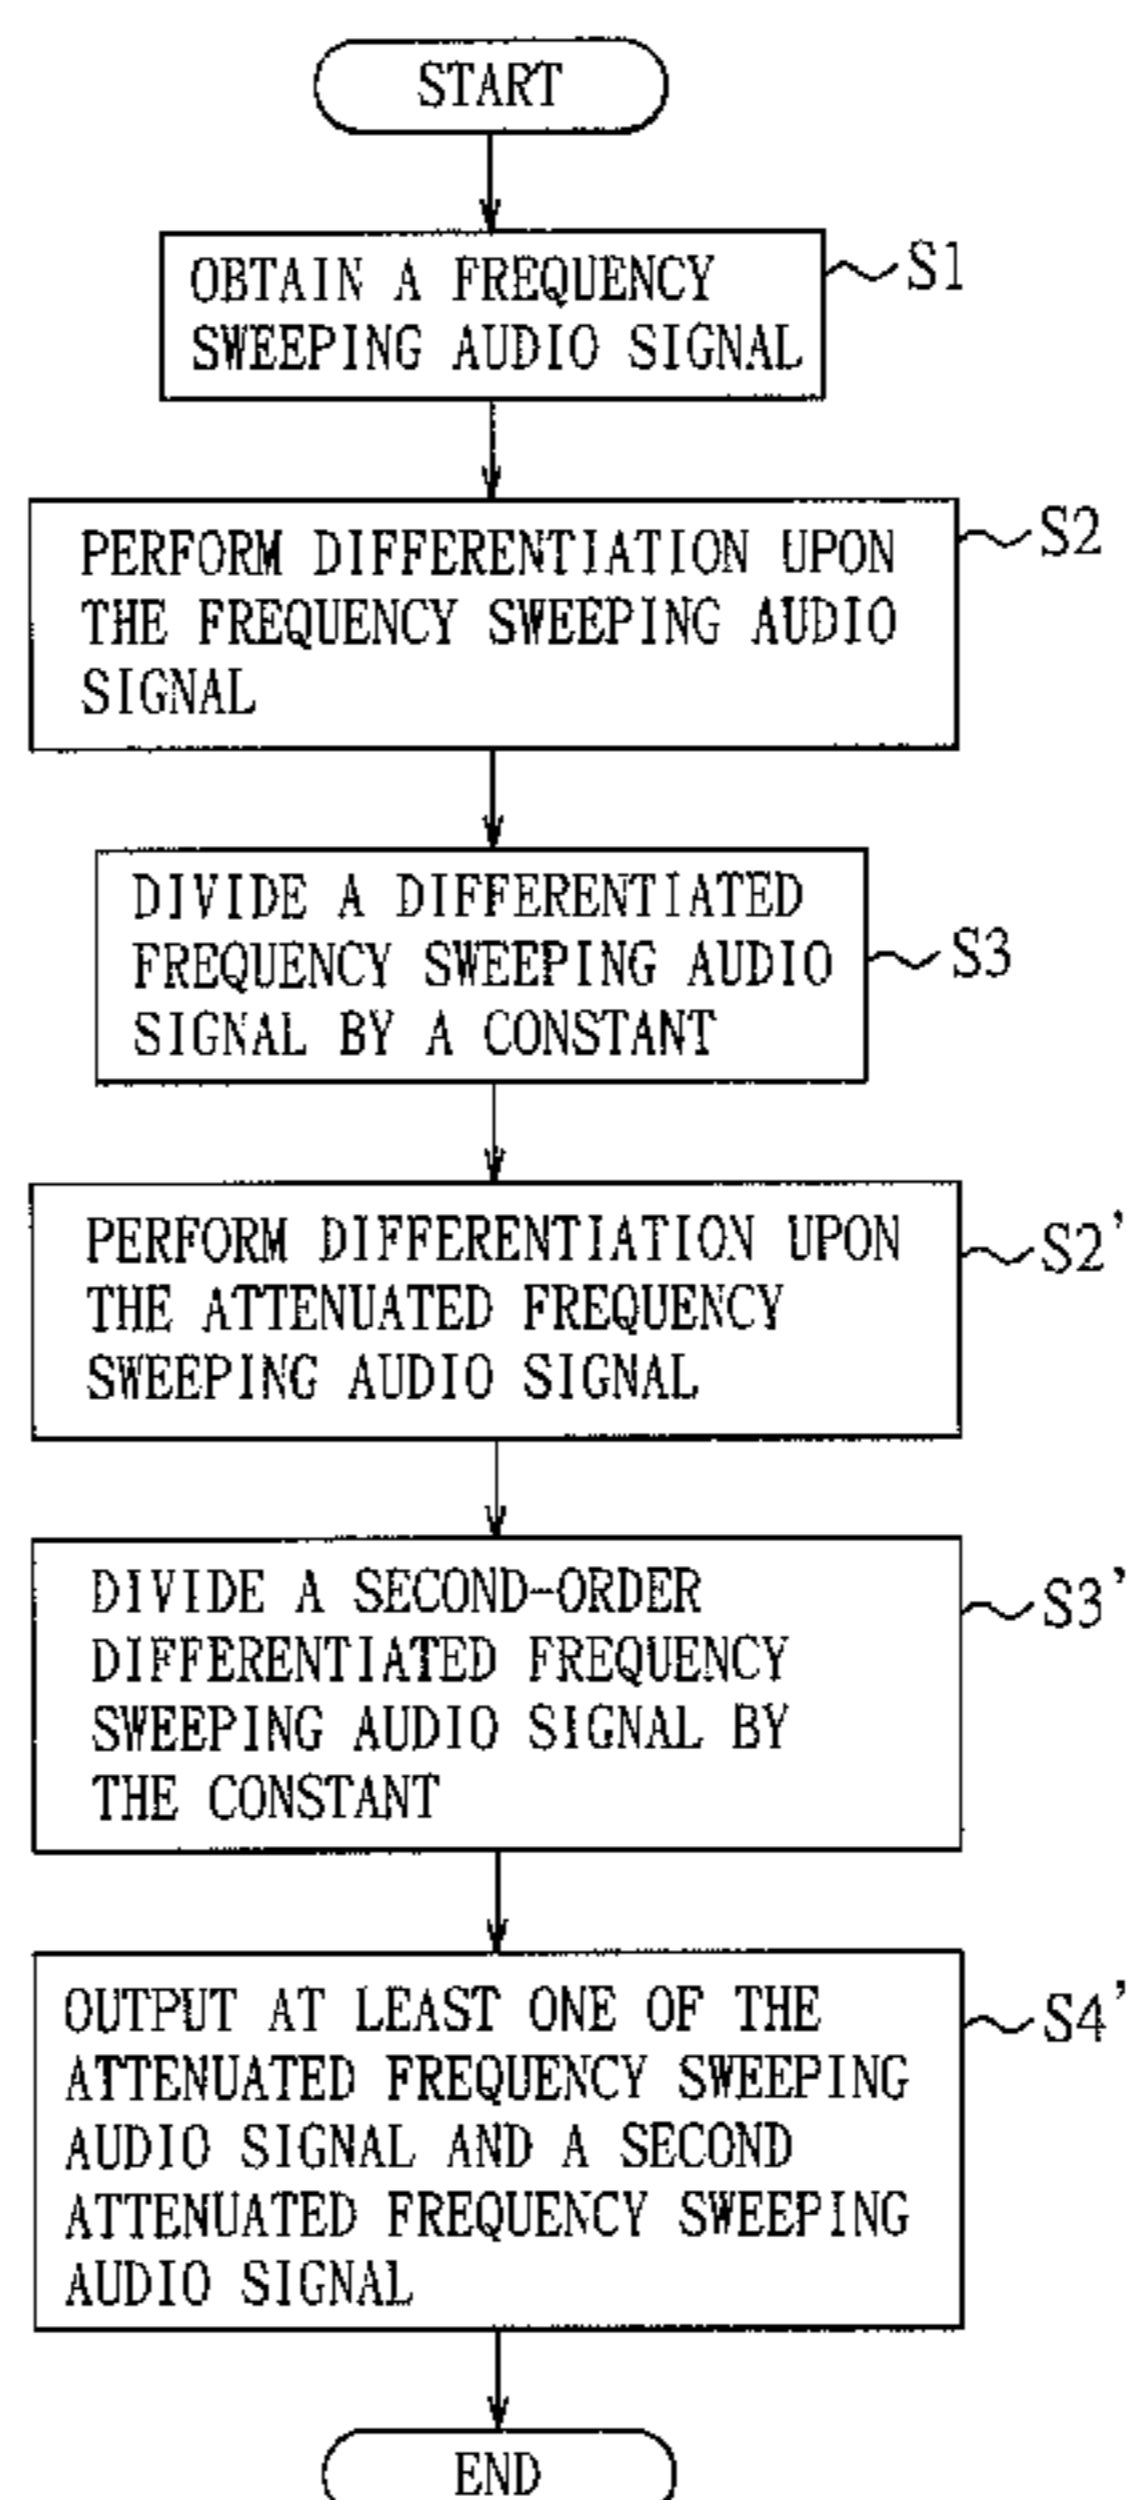 START
OBTAIN A FREQUENCY
SWEEPING AUDIO SIGNAL
S1
PERFORM DIFFERENTIATION UPON
THE FREQUENCY SWEEPING AUDIO
SIGNAL
S2
DIVIDE A DIFFERENTIATED
FREQUENCY SWEEPING AUDIO
SIGNAL BY A CONSTANT
S3
PERFORM DIFFERENTIATION UPON
THE ATTENUATED FREQUENCY
SWEEPING AUDIO SIGNAL
S2'
DIVIDE A SECOND-ORDER
DIFFERENTIATED FREQUENCY
SWEEPING AUDIO SIGNAL BY
THE CONSTANT
S3'
OUTPUT AT LEAST ONE OF THE
ATTENUATED FREQUENCY SWEEPING
AUDIO SIGNAL AND A SECOND
ATTENUATED FREQUENCY SWEEPING
AUDIO SIGNAL
S4'
END